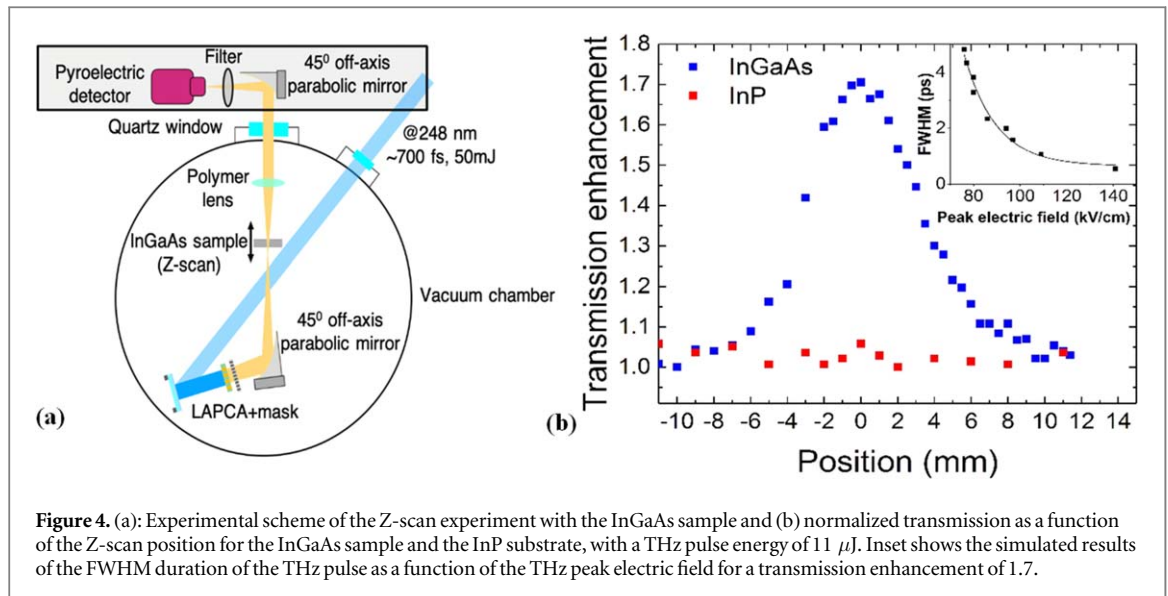 Filter
Pyroelectric
detector
45⁰ off-axis
parabolic mirror
Quartz window
@248 nm
~700 fs, 50mJ
Polymer
lens
InGaAs sample
(Z-scan)
Vacuum chamber
45⁰ off-axis
parabolic mirror
LAPCA+mask
(a)
(b)
Transmission enhancement
1.8
1.7
1.6
1.5
1.4
1.3
1.2
1.1
1.0
InGaAs
InP
-10 -8 -6 -4 -2 0 2 4 6 8 10 12 14
Position (mm)
FWHM (ps)
4
2
0
80 100 120 140
Peak electric field (kV/cm)
Figure 4. (a): Experimental scheme of the Z-scan experiment with the InGaAs sample and (b) normalized transmission as a function
of the Z-scan position for the InGaAs sample and the InP substrate, with a THz pulse energy of 11 μJ. Inset shows the simulated results
of the FWHM duration of the THz pulse as a function of the THz peak electric field for a transmission enhancement of 1.7.